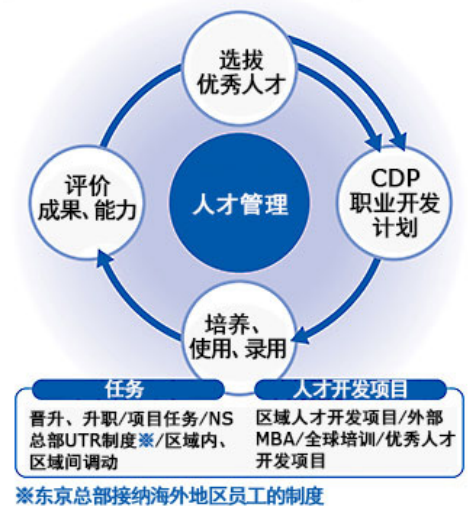 选拔
优秀人才
评价
成果、能力
人才管理
CDP
职业开发
计划
培养、
使用、录用
任务
晋升、升职/项目任务/NS
总部UTR制度※/区域内、
区域间调动
人才开发项目
区域人才开发项目/外部
MBA/全球培训/优秀人才
开发项目
※东京总部接纳海外地区员工的制度